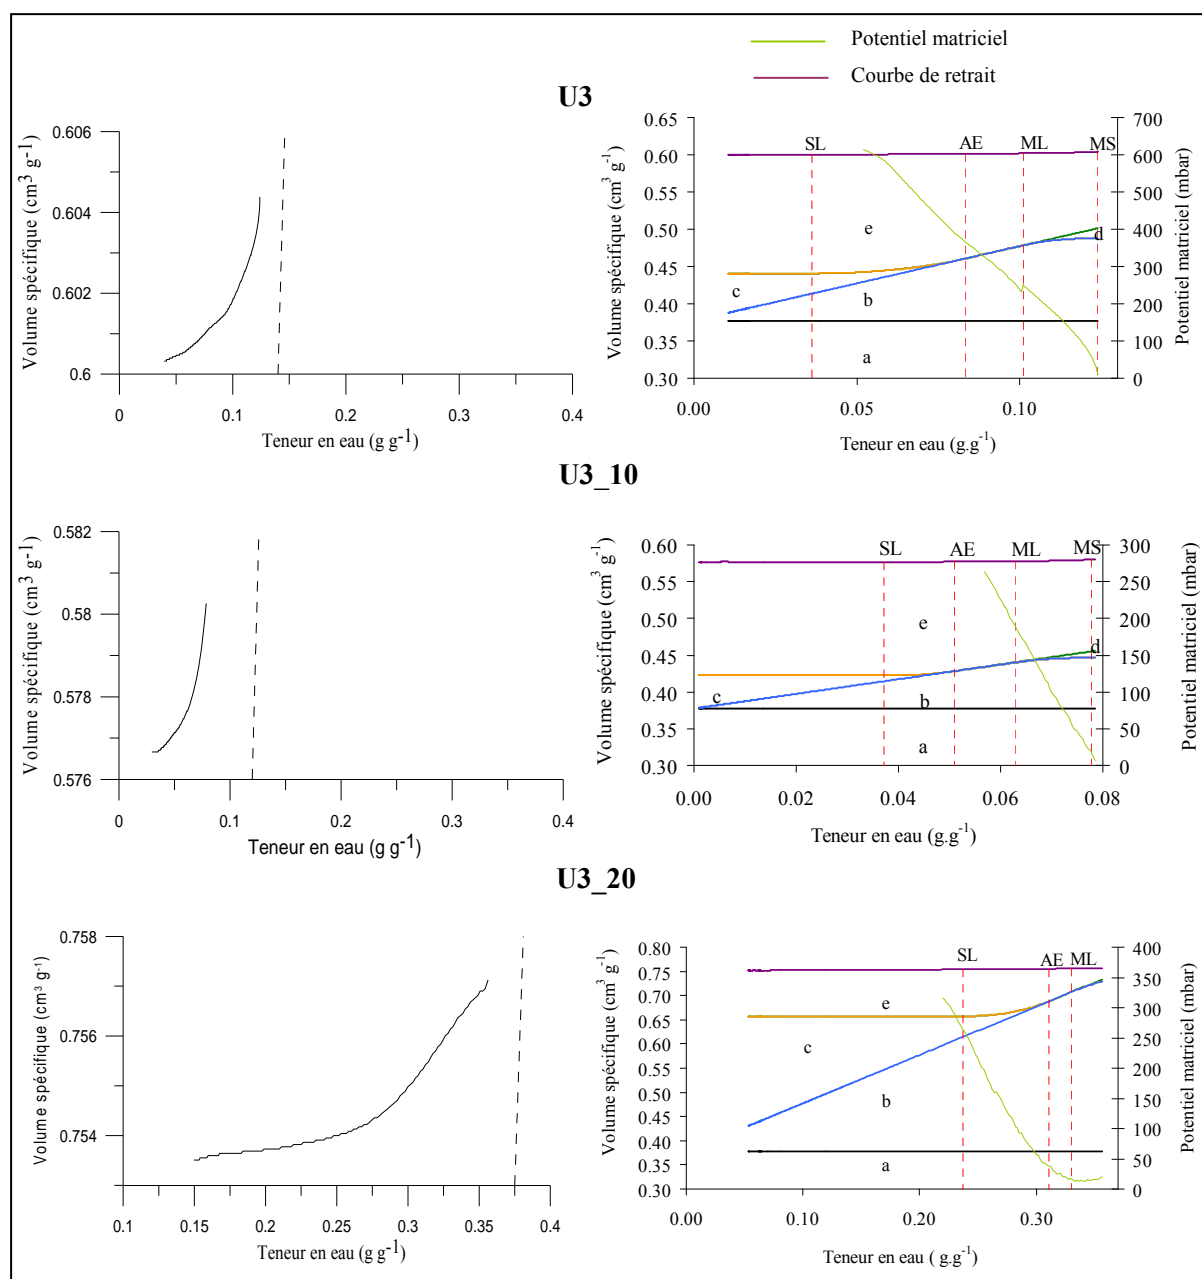 Potentiel matriciel
Courbe de retrait
U3
Volume spécifique (cm³ g⁻¹)
0.606
0.604
0.602
0.6
0 0.1 0.2 0.3 0.4
Teneur en eau (g g⁻¹)
Volume spécifique (cm³ g⁻¹)
0.65
0.60
0.55
0.50
0.45
0.40
0.35
0.30
SL AE ML MS
e
d
c
b
a
700
600
500
400
300
200
100
0
Potentiel matriciel (mbar)
0.00 0.05 0.10
Teneur en eau (g.g⁻¹)
U3_10
Volume spécifique (cm³ g⁻¹)
0.582
0.58
0.578
0.576
0 0.1 0.2 0.3 0.4
Teneur en eau (g g⁻¹)
Volume spécifique (cm³ g⁻¹)
0.60
0.55
0.50
0.45
0.40
0.35
0.30
SL AE ML MS
e
d
c
b
a
300
250
200
150
100
50
0
Potentiel matriciel (mbar)
0.00 0.02 0.04 0.06 0.08
Teneur en eau (g.g⁻¹)
U3_20
Volume spécifique (cm³ g⁻¹)
0.758
0.756
0.754
0.1 0.15 0.2 0.25 0.3 0.35 0.4
Teneur en eau (g g⁻¹)
Volume spécifique (cm³ g⁻¹)
0.80
0.75
0.70
0.65
0.60
0.55
0.50
0.45
0.40
0.35
0.30
SL AE ML
e
c
b
a
400
350
300
250
200
150
100
50
0
Potentiel matriciel (mbar)
0.00 0.10 0.20 0.30
Teneur en eau ( g.g⁻¹)